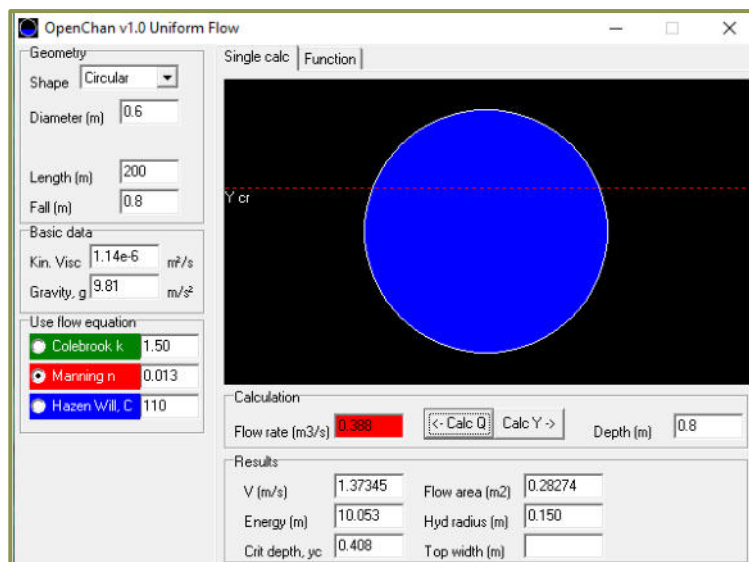 OpenChan v1.0 Uniform Flow
Geometry
Shape Circular
Diameter (m) 0.6
Length (m) 200
Fall (m) 0.8
Basic data
Kin. Visc 1.14e-6 m²/s
Gravity, g 9.81 m/s²
Use flow equation
Colebrook k 1.50
Manning n 0.013
Hazen Will, C 110
Single calc Function
Y cr
Calculation
Flow rate (m3/s) 0.388 <- Calc Q Calc Y -> Depth (m) 0.8
Results
V (m/s) 1.37345 Flow area (m2) 0.28274
Energy (m) 10.053 Hyd radius (m) 0.150
Crit depth, yc 0.408 Top width (m)